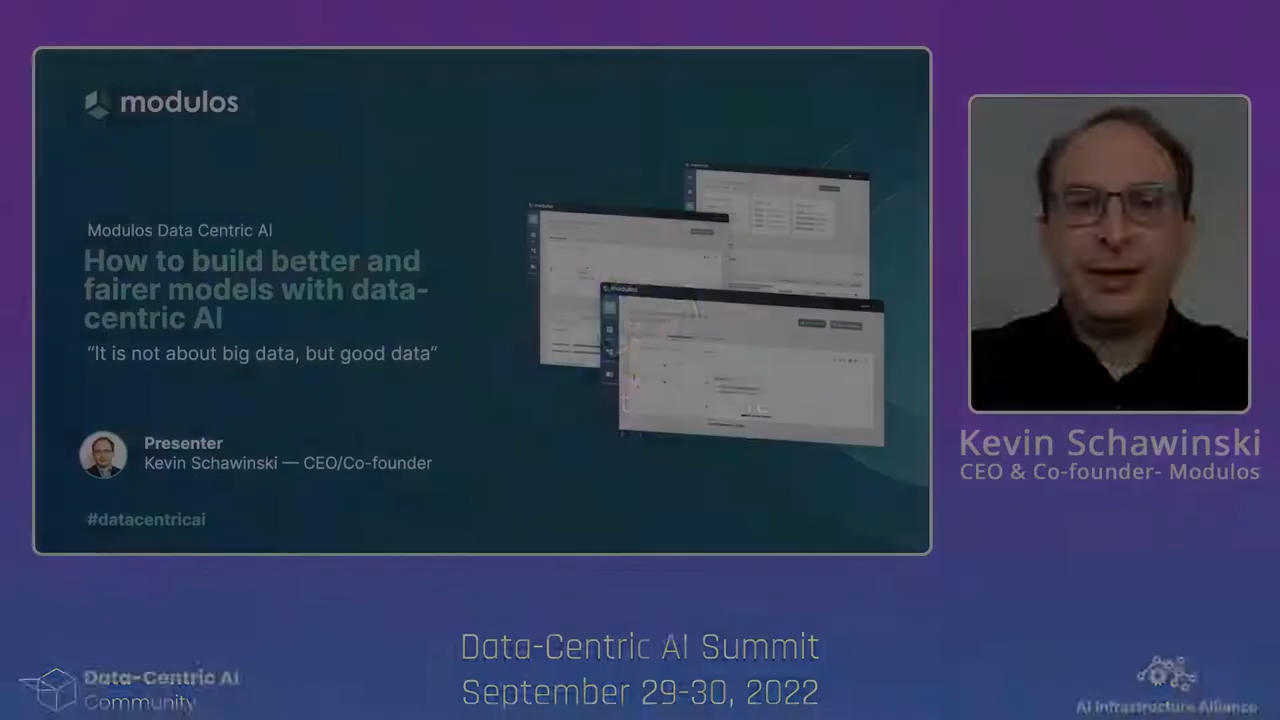 modulos
Modulos Data Centric AI
How to build better and
fairer models with data-
centric AI
“It is not about big data, but good data”
Presenter
Kevin Schawinski — CEO/Co-founder
#datacentricai
modulos
modulos
Kevin Schawinski
CEO & Co-founder- Modulos
Data-Centric AI Summit
September 29-30, 2022
Data-Centric AI
Community
AI Infrastructure Alliance